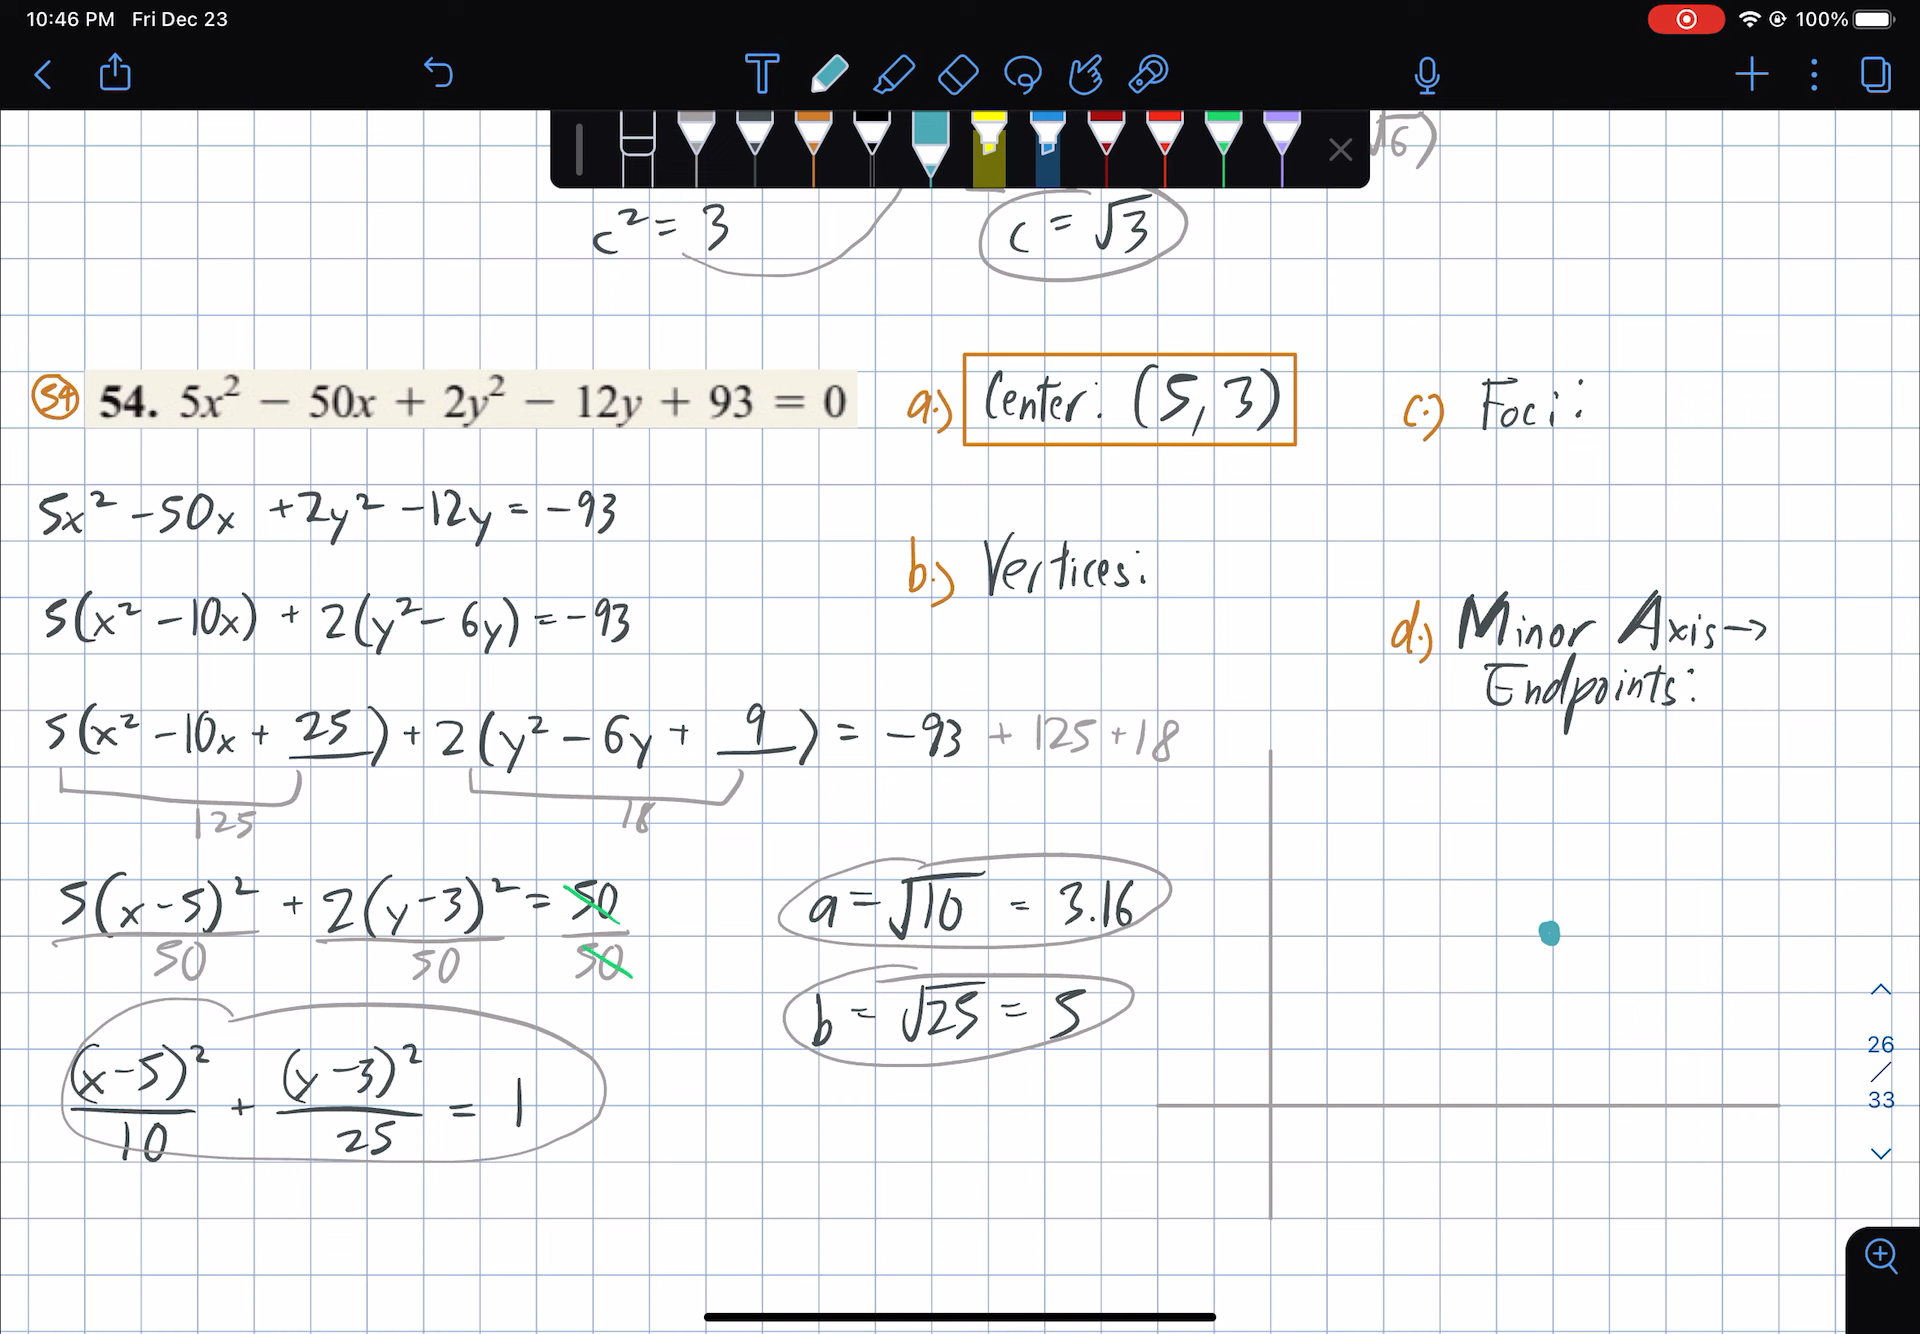 10:46 PM Fri Dec 23
100%
T
√6)
c² = 3
c = √3
54
54. 5x² − 50x + 2y² − 12y + 93 = 0
a.) Center: (5, 3)
c.) Foci:
5x² -50x +2y² -12y = -93
b.) Vertices:
5(x² -10x) + 2(y² - 6y) = -93
d.) Minor Axis→
Endpoints:
5(x² -10x + 25) + 2(y² - 6y + 9) = -93 + 125 + 18
125
18
5(x-5)² + 2(y-3)² = 50
50 50 50
a = √10 = 3.16
b = √25 = 5
(x-5)²/10 + (y-3)²/25 = 1
26
/
33